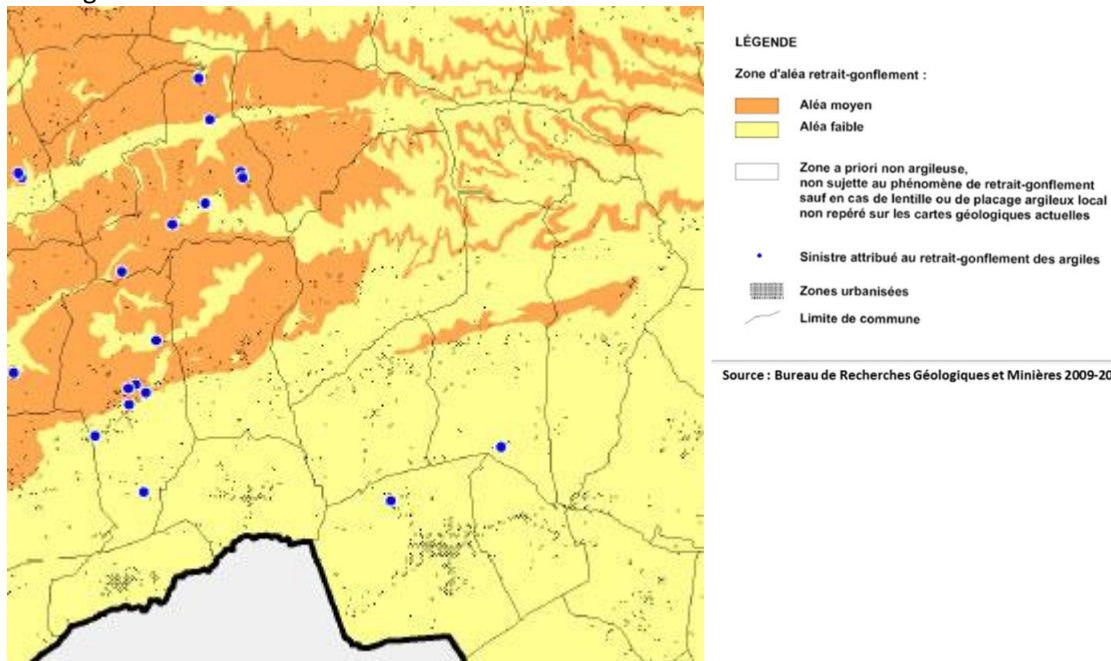 LÉGENDE
Zone d'aléa retrait-gonflement :
Aléa moyen
Aléa faible
Zone a priori non argileuse,
non sujette au phénomène de retrait-gonflement
sauf en cas de lentille ou de placage argileux local
non repéré sur les cartes géologiques actuelles
Sinistre attribué au retrait-gonflement des argiles
Zones urbanisées
Limite de commune
Source : Bureau de Recherches Géologiques et Minières 2009-20